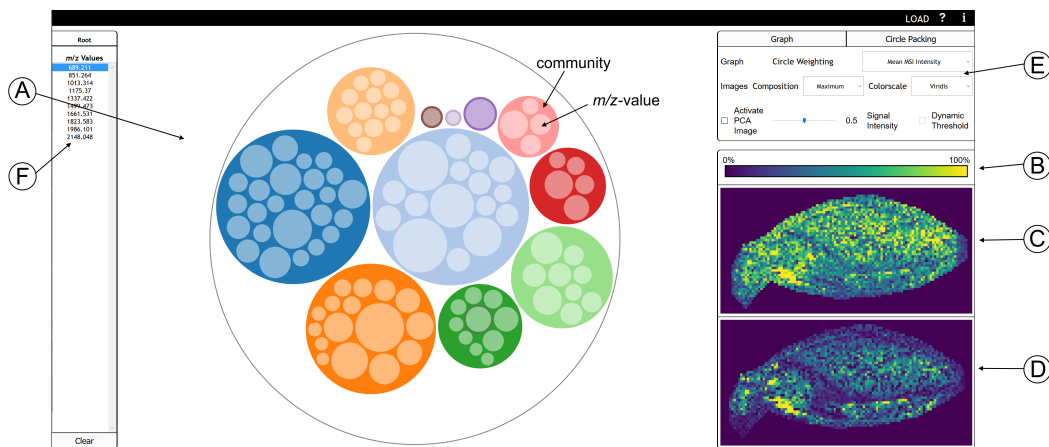 LOAD ? i
Root
m/z Values
689.211
851.264
1013.314
1175.37
1337.422
1499.473
1661.531
1823.583
1986.101
2148.048
Clear
A
F
community
m/z-value
Graph Circle Packing
Graph Circle Weighting Mean MSI Intensity
Images Composition Maximum Colorscale Viridis
Activate PCA Image 0.5 Signal Intensity Dynamic Threshold
0% 100%
E
B
C
D